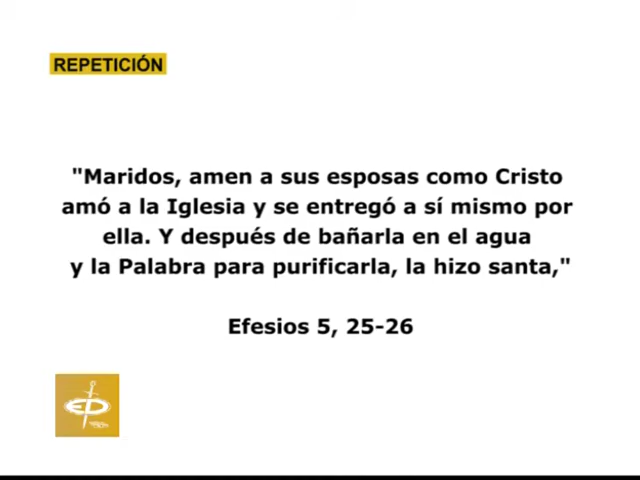 REPETICIÓN
"Maridos, amen a sus esposas como Cristo
amó a la Iglesia y se entregó a sí mismo por
ella. Y después de bañarla en el agua
y la Palabra para purificarla, la hizo santa,"
Efesios 5, 25-26